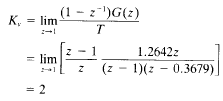 K_v = lim_{z→1} (1 - z^{-1})G(z) / T
= lim_{z→1} [ (z - 1) / z · 1.2642z / ((z - 1)(z - 0.3679)) ]
= 2